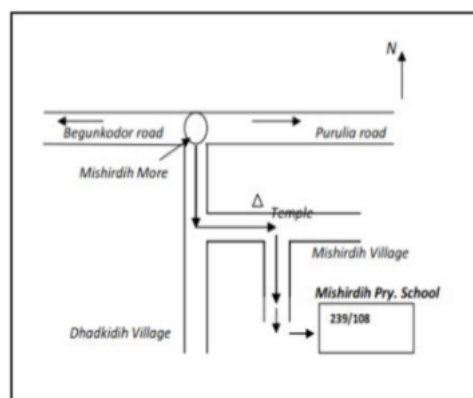 N
Begunkodor road
Purulia road
Mishirdih More
Temple
Mishirdih Village
Mishirdih Pry. School
239/108
Dhadkidih Village